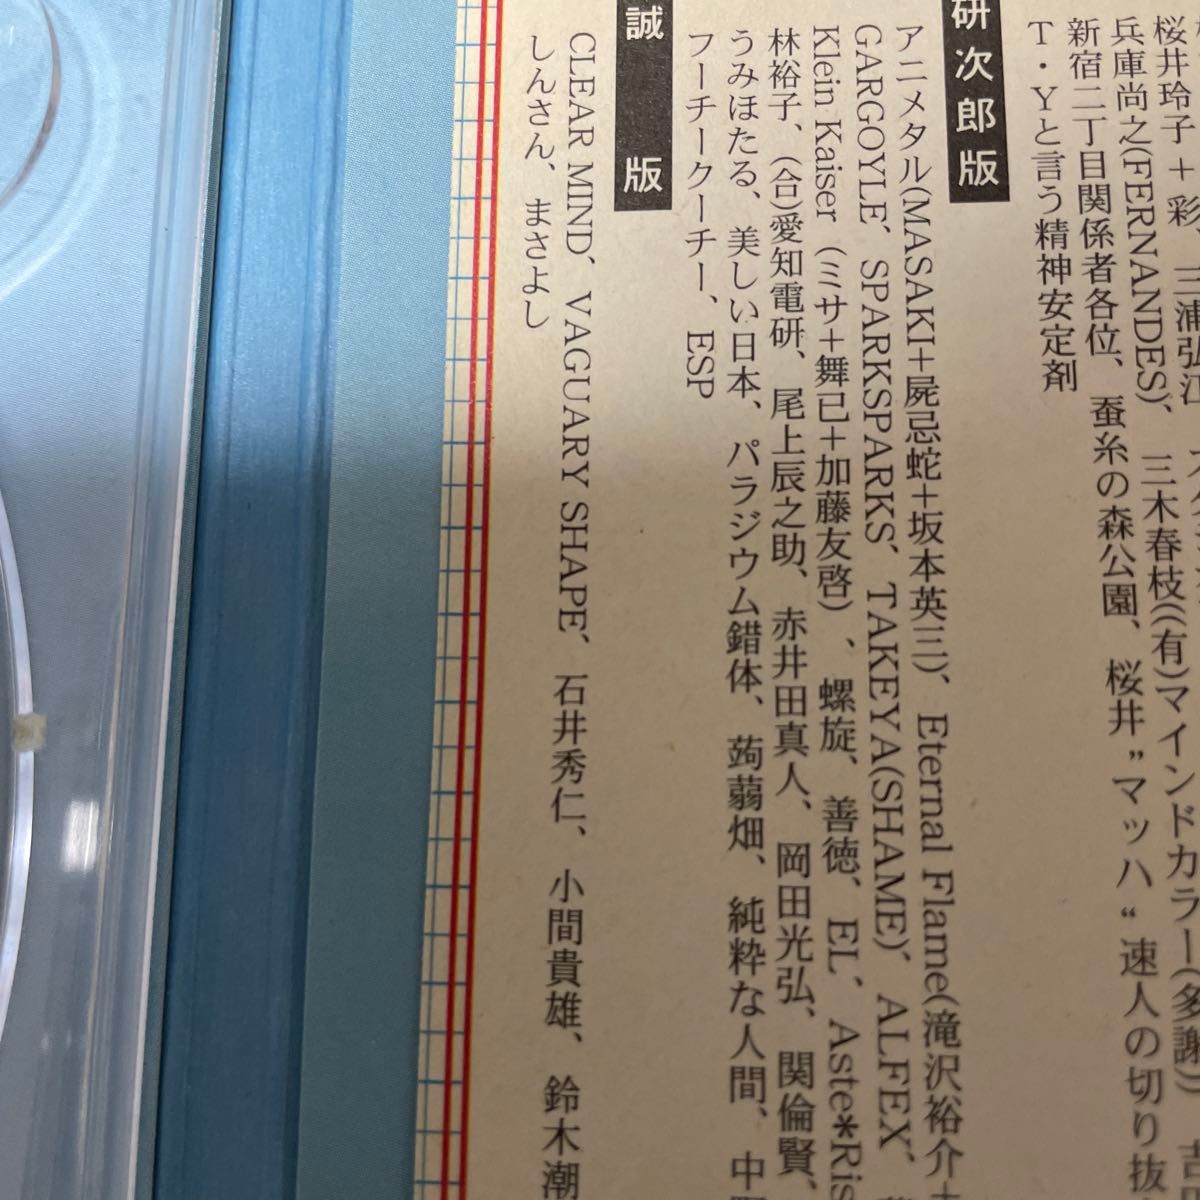 桜井玲子＋彩、三浦弘江
兵庫尚之(FERNANDES)、三木春枝((有)マインドカラー(多謝))
新宿二丁目関係者各位、蚕糸の森公園、桜井”マッハ“速人の切り抜
T・Yと言う精神安定剤
研次郎版
アニメタル(MASAKI＋屍忌蛇＋坂本英三)、Eternal Flame(滝沢裕介＋
GARGOYLE、SPARKSPARKS、TAKEYA(SHAME)、ALFEX、
Klein Kaiser（ミサ＋舞己＋加藤友啓）、螺旋、善徳、EL、Aste*Ris
林裕子、(合)愛知電研、尾上辰之助、赤井田真人、岡田光弘、関倫賢、
うみほたる、美しい日本、パラジウム錯体、蒟蒻畑、純粋な人間、中
フーチークーチー、ESP
誠版
CLEAR MIND、VAGUARY SHAPE、石井秀仁、小間貴雄、鈴木潮
しんさん、まさよし